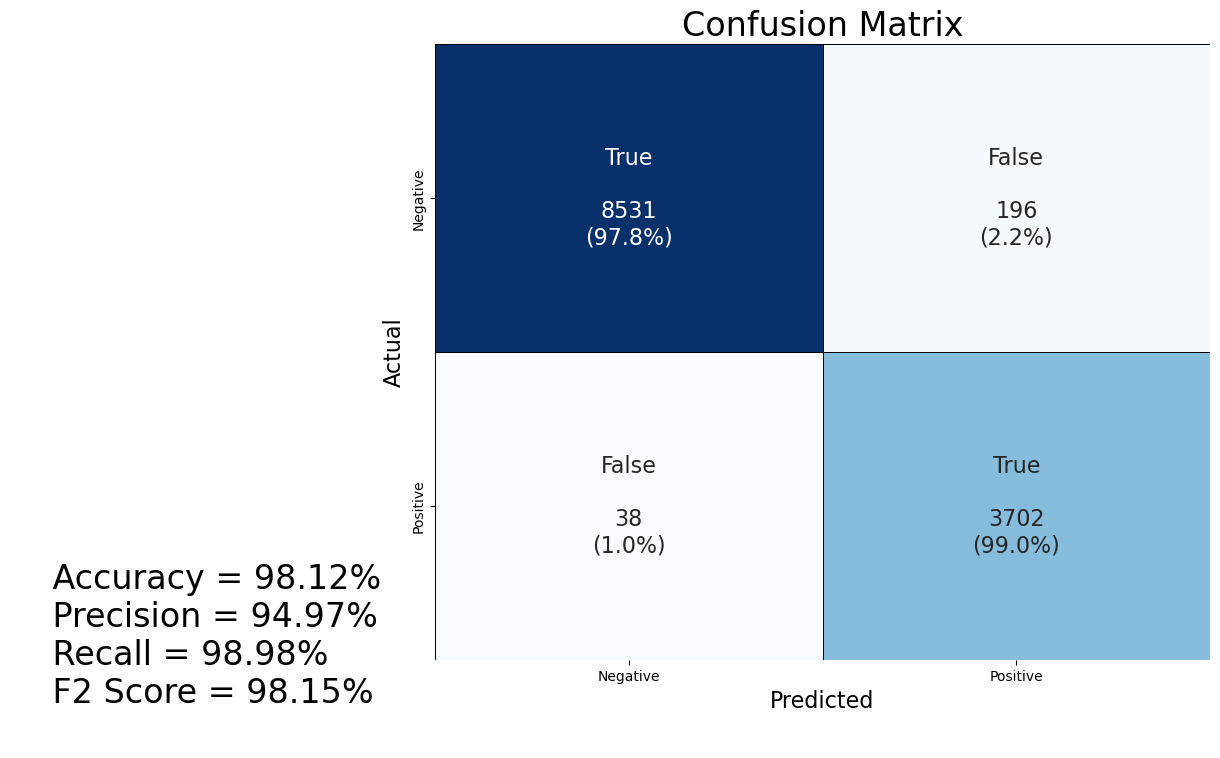 Confusion Matrix
Actual
Negative
True
8531
(97.8%)
False
196
(2.2%)
Positive
False
38
(1.0%)
True
3702
(99.0%)
Negative
Positive
Predicted
Accuracy = 98.12%
Precision = 94.97%
Recall = 98.98%
F2 Score = 98.15%